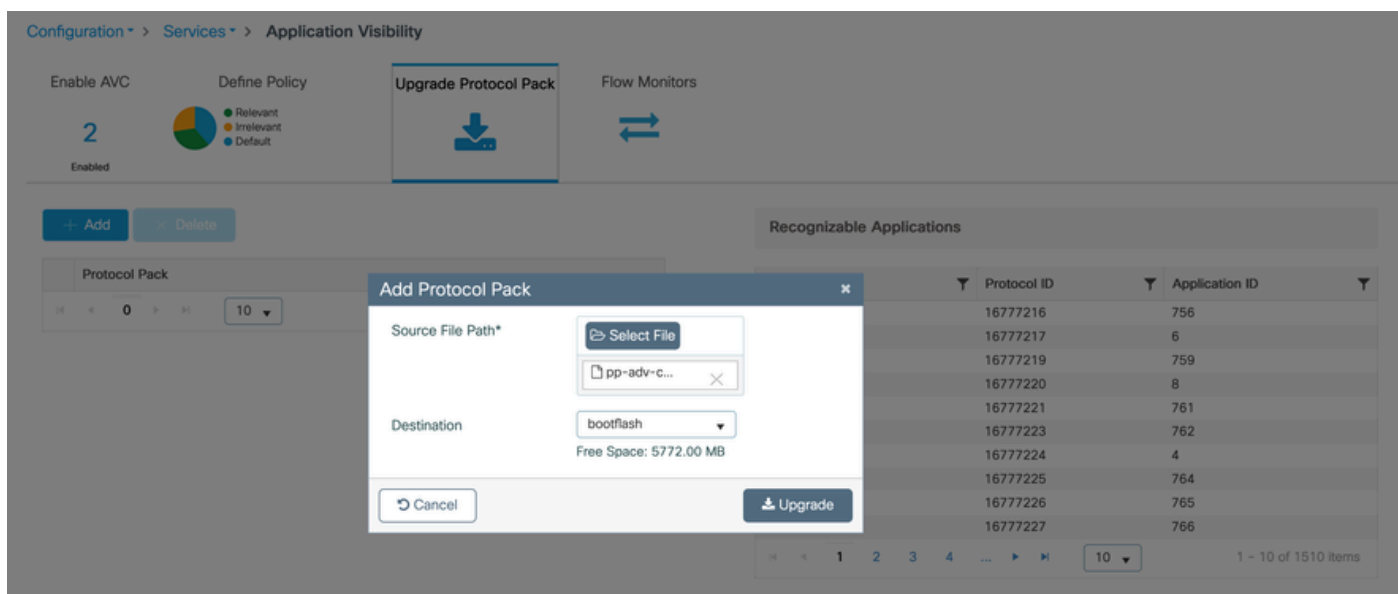 Configuration > Services > Application Visibility
Enable AVC
2
Enabled
Define Policy
Relevant
Irrelevant
Default
Upgrade Protocol Pack
Flow Monitors
+ Add
× Delete
Protocol Pack
0
10
Add Protocol Pack ×
Source File Path*
Select File
pp-adv-c... ×
Destination
bootflash
Free Space: 5772.00 MB
Cancel
Upgrade
Recognizable Applications
Protocol ID Application ID
16777216 756
16777217 6
16777219 759
16777220 8
16777221 761
16777223 762
16777224 4
16777225 764
16777226 765
16777227 766
1 2 3 4 ... 10 1 - 10 of 1510 items